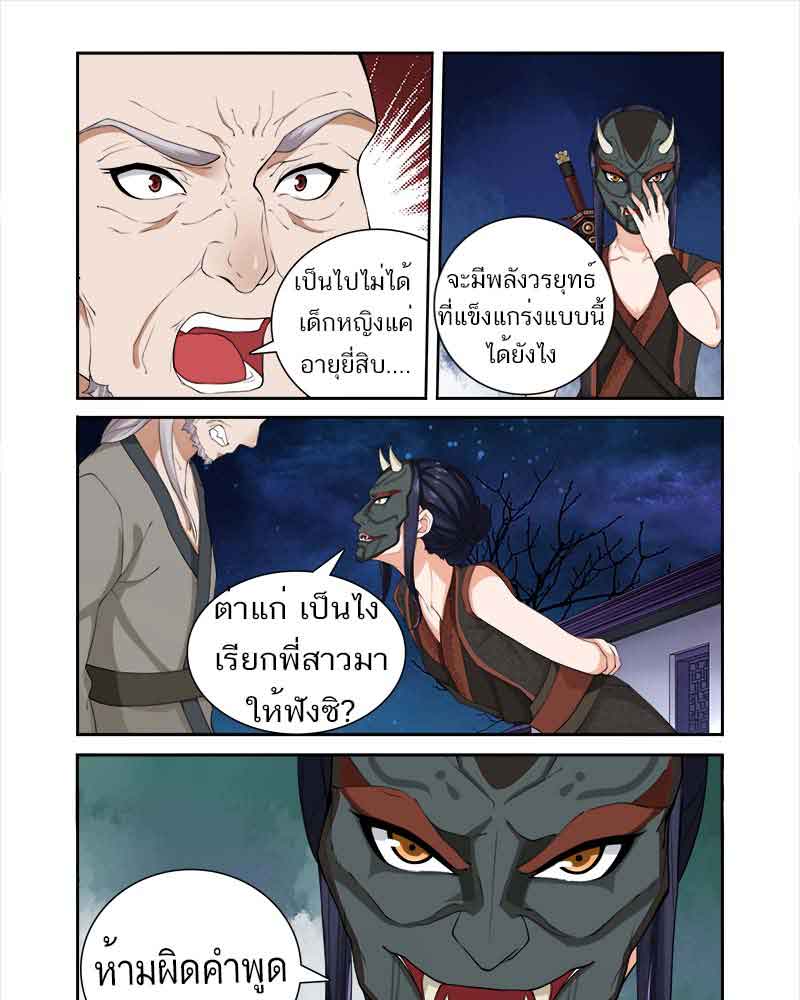 เป็นไปไม่ได้
เด็กหญิงแค่
อายุยี่สิบ....
จะมีพลังวรยุทธ์
ที่แข็งแกร่งแบบนี้
ได้ยังไง
ต่าแก่ เป็นไง
เรียกพี่สาวมา
ให้ฟังซิ?
ห้ามผิดคำพูด